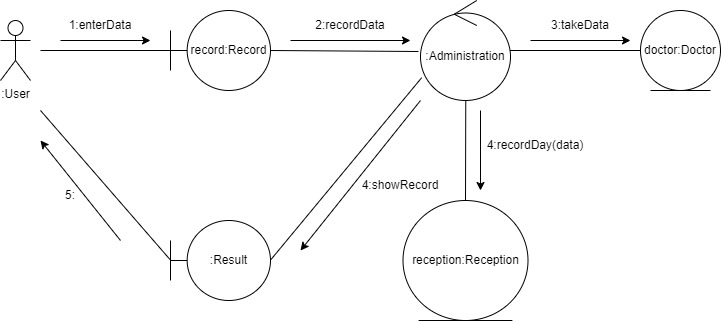 1:enterData
2:recordData
3:takeData
record:Record
:Administration
doctor:Doctor
:User
4:recordDay(data)
4:showRecord
5:
:Result
reception:Reception